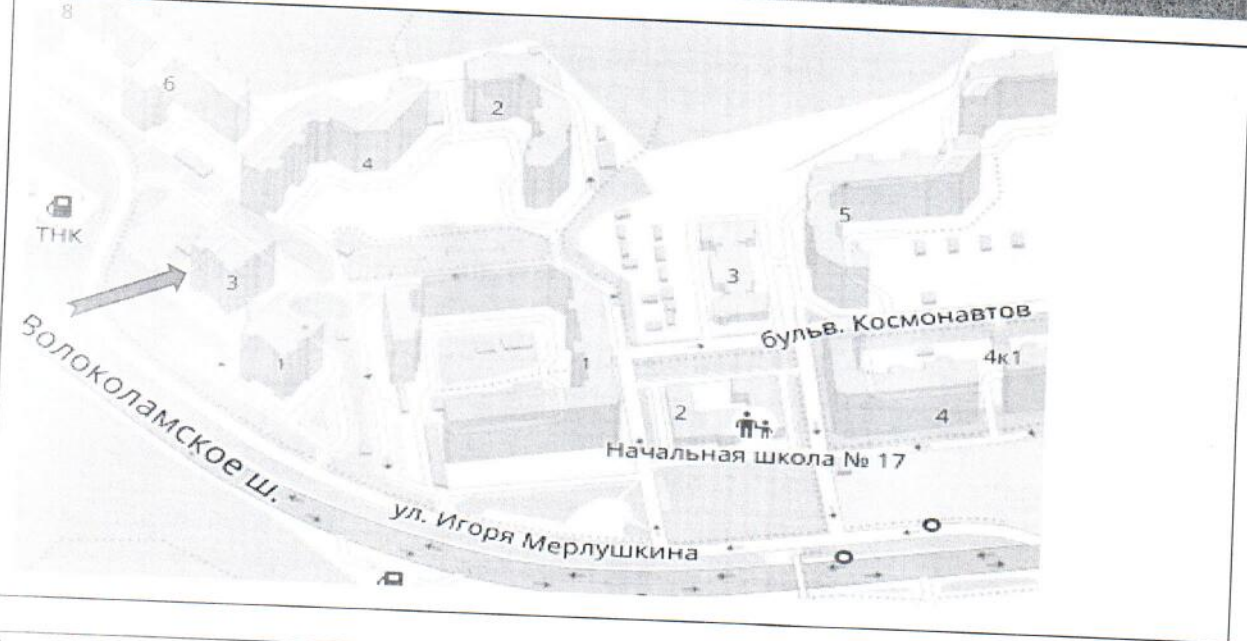 8
6
2
4
ТНК
5
3
3
Волоколамское ш.
бульв. Космонавтов
1
1
4к1
2
4
Начальная школа № 17
ул. Игоря Мерлушкина